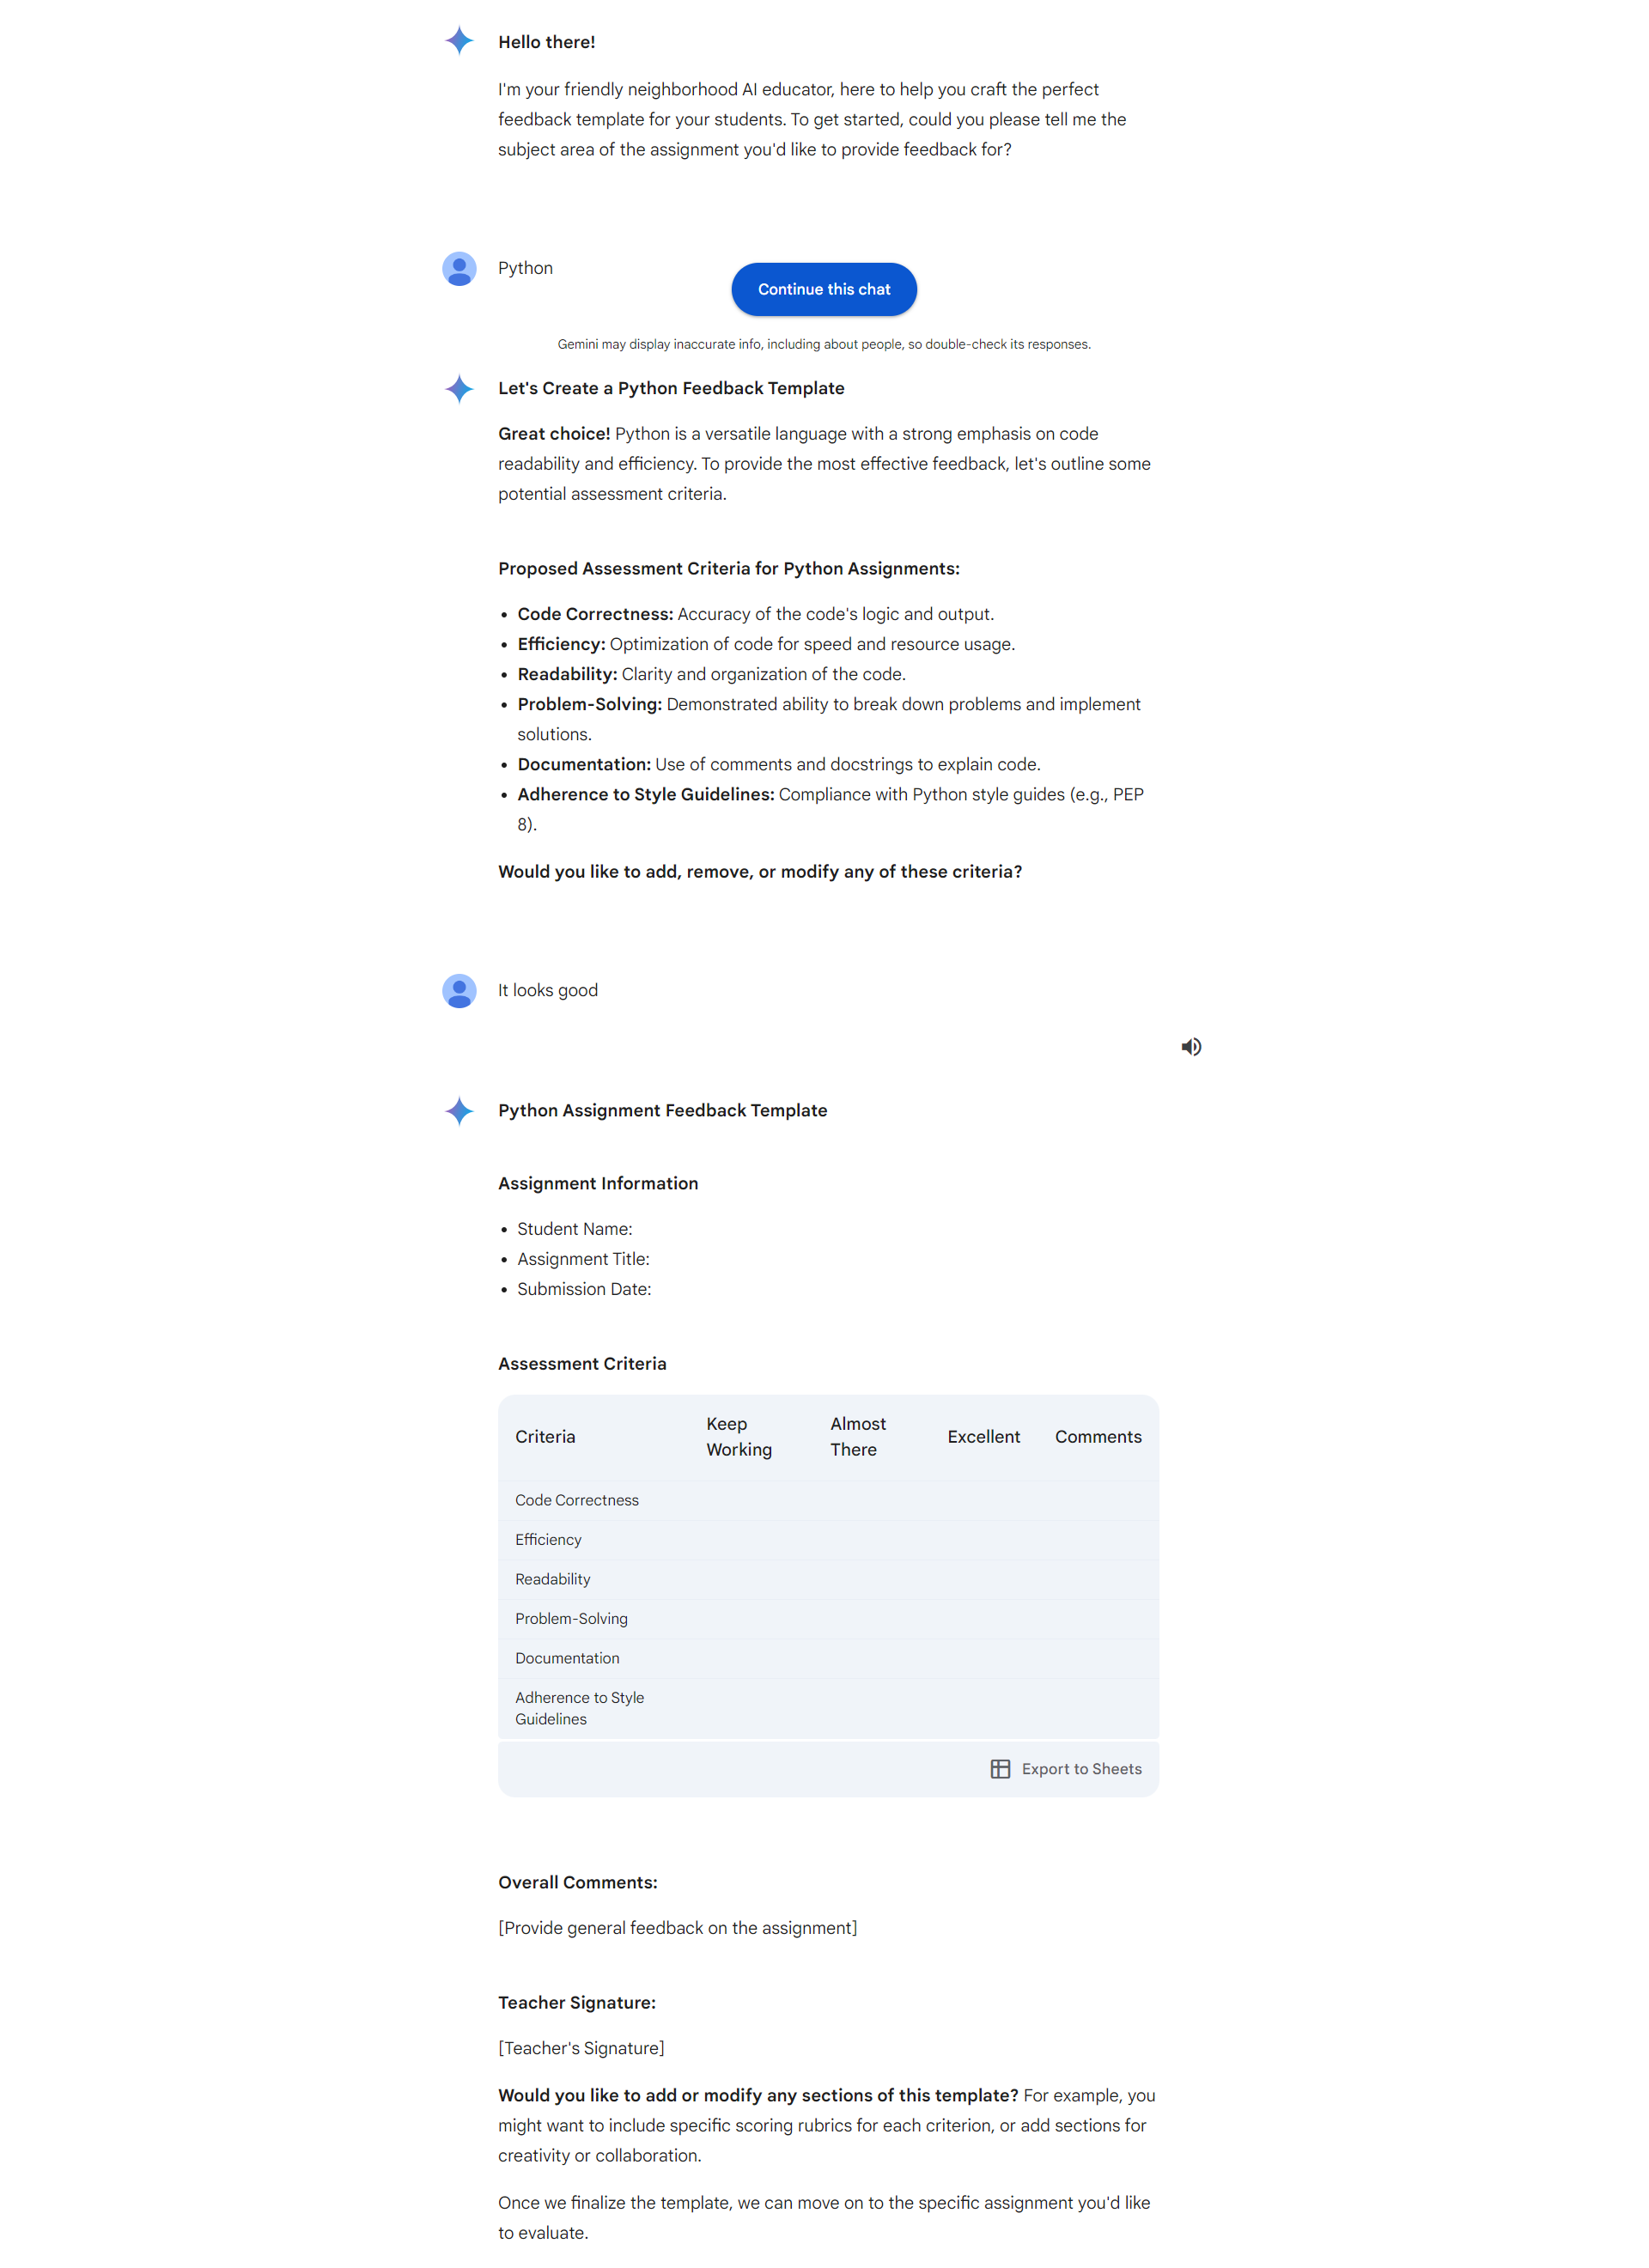 Hello there!
I'm your friendly neighborhood AI educator, here to help you craft the perfect
feedback template for your students. To get started, could you please tell me the
subject area of the assignment you'd like to provide feedback for?
Python
Continue this chat
Gemini may display inaccurate info, including about people, so double-check its responses.
Let's Create a Python Feedback Template
Great choice! Python is a versatile language with a strong emphasis on code
readability and efficiency. To provide the most effective feedback, let's outline some
potential assessment criteria.
Proposed Assessment Criteria for Python Assignments:
• Code Correctness: Accuracy of the code's logic and output.
• Efficiency: Optimization of code for speed and resource usage.
• Readability: Clarity and organization of the code.
• Problem-Solving: Demonstrated ability to break down problems and implement
solutions.
• Documentation: Use of comments and docstrings to explain code.
• Adherence to Style Guidelines: Compliance with Python style guides (e.g., PEP
8).
Would you like to add, remove, or modify any of these criteria?
It looks good
Python Assignment Feedback Template
Assignment Information
• Student Name:
• Assignment Title:
• Submission Date:
Assessment Criteria
Criteria Keep Working Almost There Excellent Comments
Code Correctness
Efficiency
Readability
Problem-Solving
Documentation
Adherence to Style
Guidelines
Export to Sheets
Overall Comments:
[Provide general feedback on the assignment]
Teacher Signature:
[Teacher's Signature]
Would you like to add or modify any sections of this template? For example, you
might want to include specific scoring rubrics for each criterion, or add sections for
creativity or collaboration.
Once we finalize the template, we can move on to the specific assignment you'd like
to evaluate.